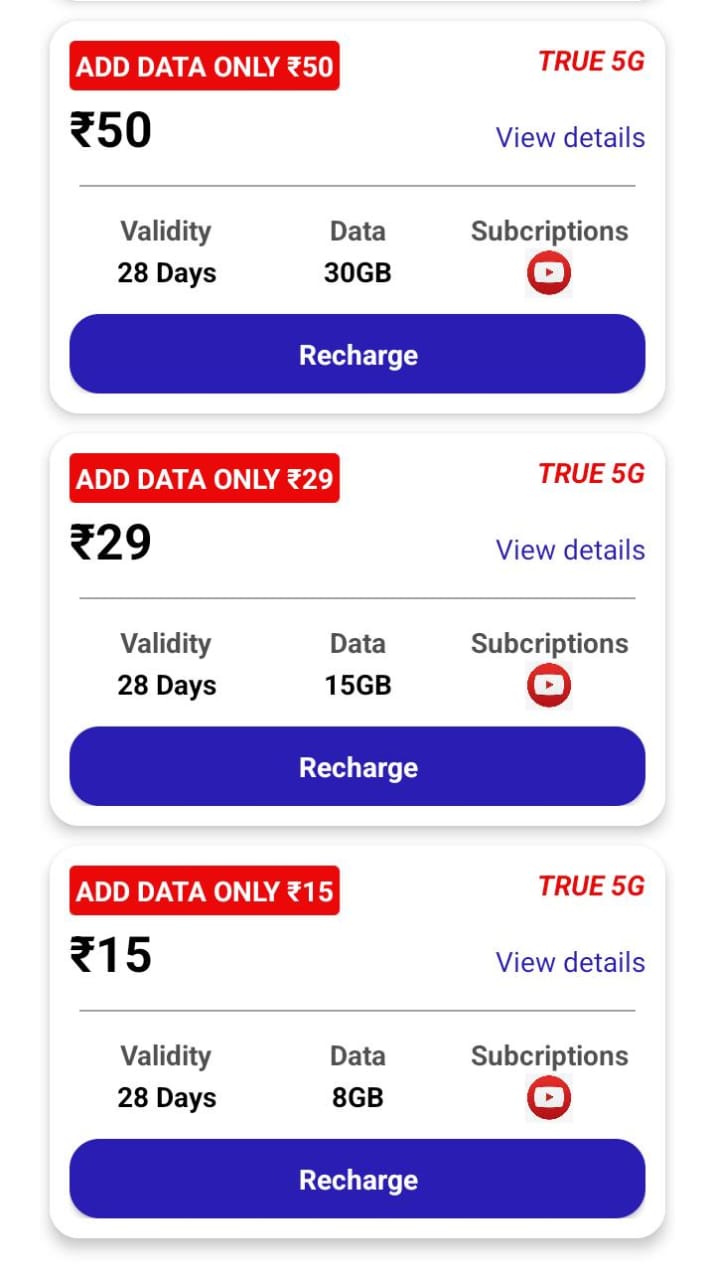 ADD DATA ONLY ₹50 TRUE 5G
₹50 View details
Validity Data Subcriptions
28 Days 30GB
Recharge
ADD DATA ONLY ₹29 TRUE 5G
₹29 View details
Validity Data Subcriptions
28 Days 15GB
Recharge
ADD DATA ONLY ₹15 TRUE 5G
₹15 View details
Validity Data Subcriptions
28 Days 8GB
Recharge